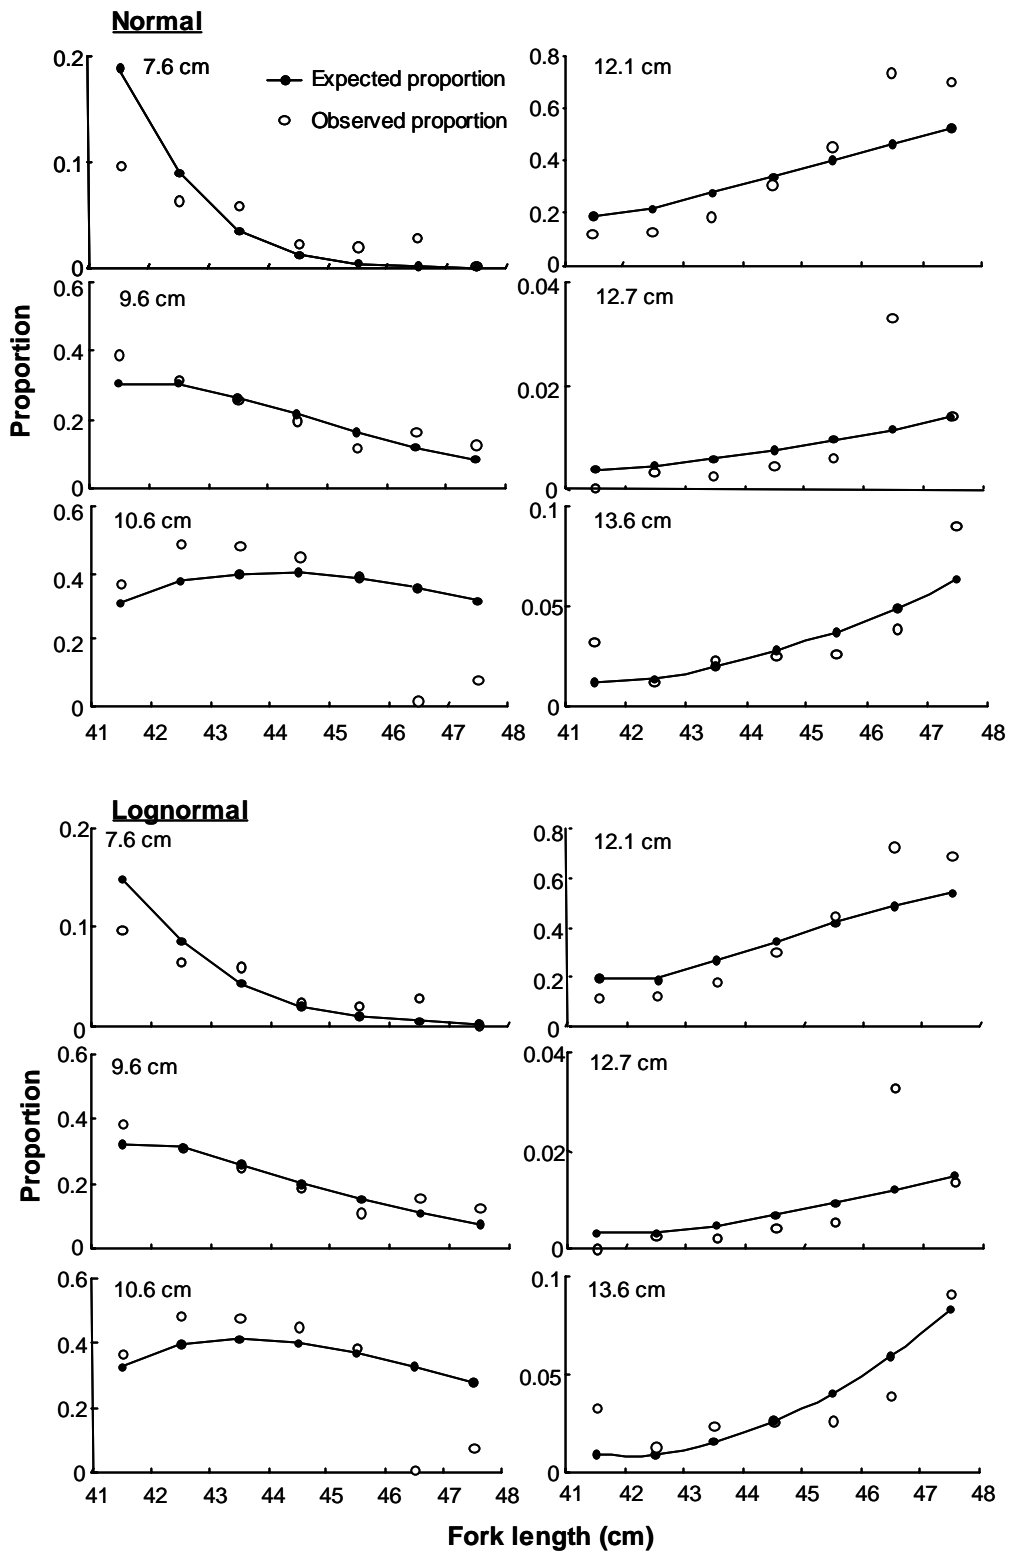 Normal
0.2
0.1
0
7.6 cm
Expected proportion
Observed proportion
0.8
0.6
0.4
0.2
0
12.1 cm
Proportion
0.6
0.4
0.2
0
9.6 cm
0.04
0.02
0
12.7 cm
0.6
0.4
0.2
0
10.6 cm
41 42 43 44 45 46 47 48
0.1
0.05
0
13.6 cm
41 42 43 44 45 46 47 48
Lognormal
0.2
0.1
0
7.6 cm
0.8
0.6
0.4
0.2
0
12.1 cm
Proportion
0.6
0.4
0.2
0
9.6 cm
0.04
0.02
0
12.7 cm
0.6
0.4
0.2
0
10.6 cm
41 42 43 44 45 46 47 48
0.1
0.05
0
13.6 cm
41 42 43 44 45 46 47 48
Fork length (cm)